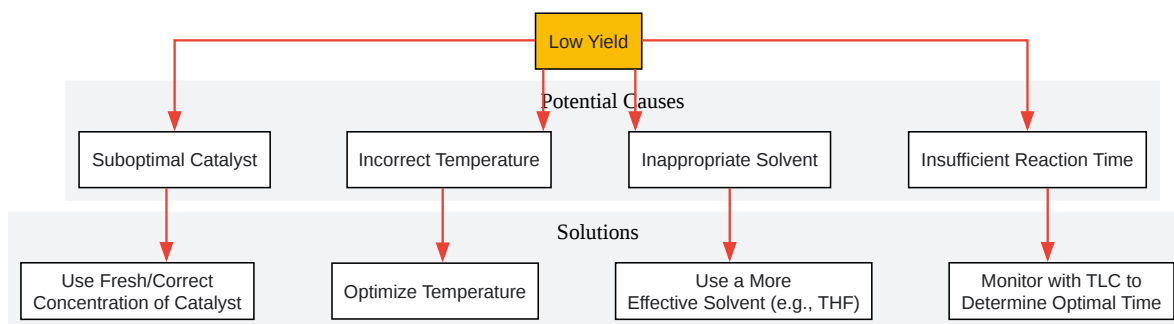 Low Yield
Potential Causes
Suboptimal Catalyst
Incorrect Temperature
Inappropriate Solvent
Insufficient Reaction Time
Solutions
Use Fresh/Correct
Concentration of Catalyst
Optimize Temperature
Use a More
Effective Solvent (e.g., THF)
Monitor with TLC to
Determine Optimal Time